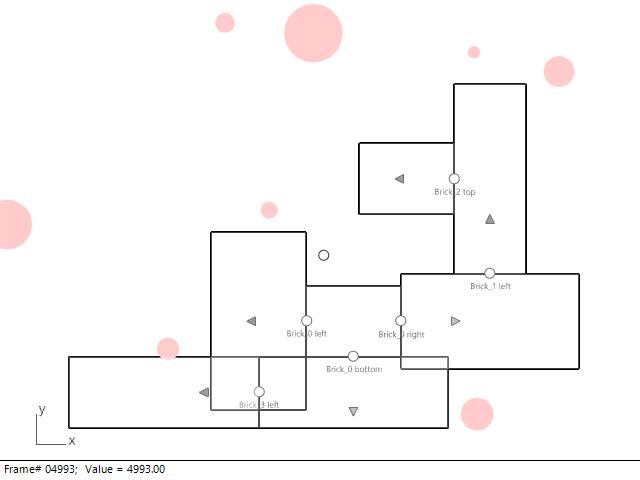 Brick_2 top
Brick_1 left
Brick_0 left
Brick_0 right
Brick_0 bottom
Brick_3 left
y
x
Frame# 04993;  Value = 4993.00